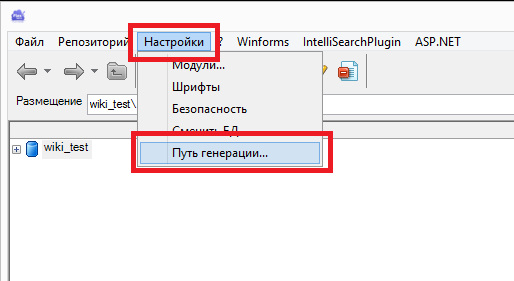 Файл Репозиторий Настройки ? Winforms IntelliSearchPlugin ASP.NET
Модули...
Шрифты
Размещение wiki_test\
Безопасность
Сменить БД
wiki_test
Путь генерации...